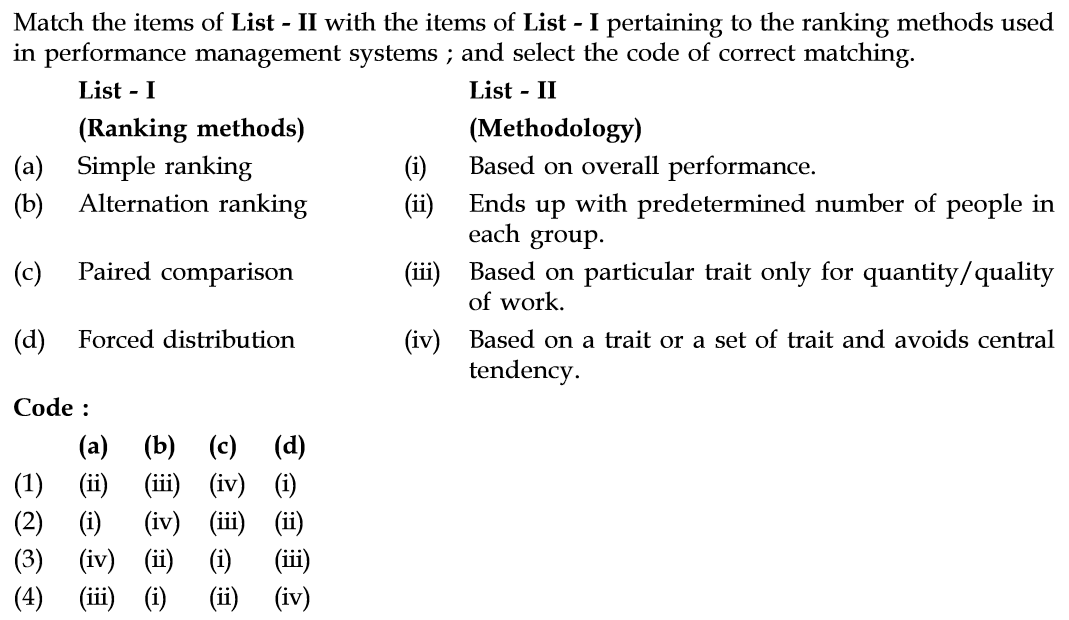 Match the items of List - II with the items of List - I pertaining to the ranking methods used
in performance management systems ; and select the code of correct matching.
List - I List - II
(Ranking methods) (Methodology)
(a) Simple ranking (i) Based on overall performance.
(b) Alternation ranking (ii) Ends up with predetermined number of people in
each group.
(c) Paired comparison (iii) Based on particular trait only for quantity/quality
of work.
(d) Forced distribution (iv) Based on a trait or a set of trait and avoids central
tendency.
Code :
(a) (b) (c) (d)
(1) (ii) (iii) (iv) (i)
(2) (i) (iv) (iii) (ii)
(3) (iv) (ii) (i) (iii)
(4) (iii) (i) (ii) (iv)